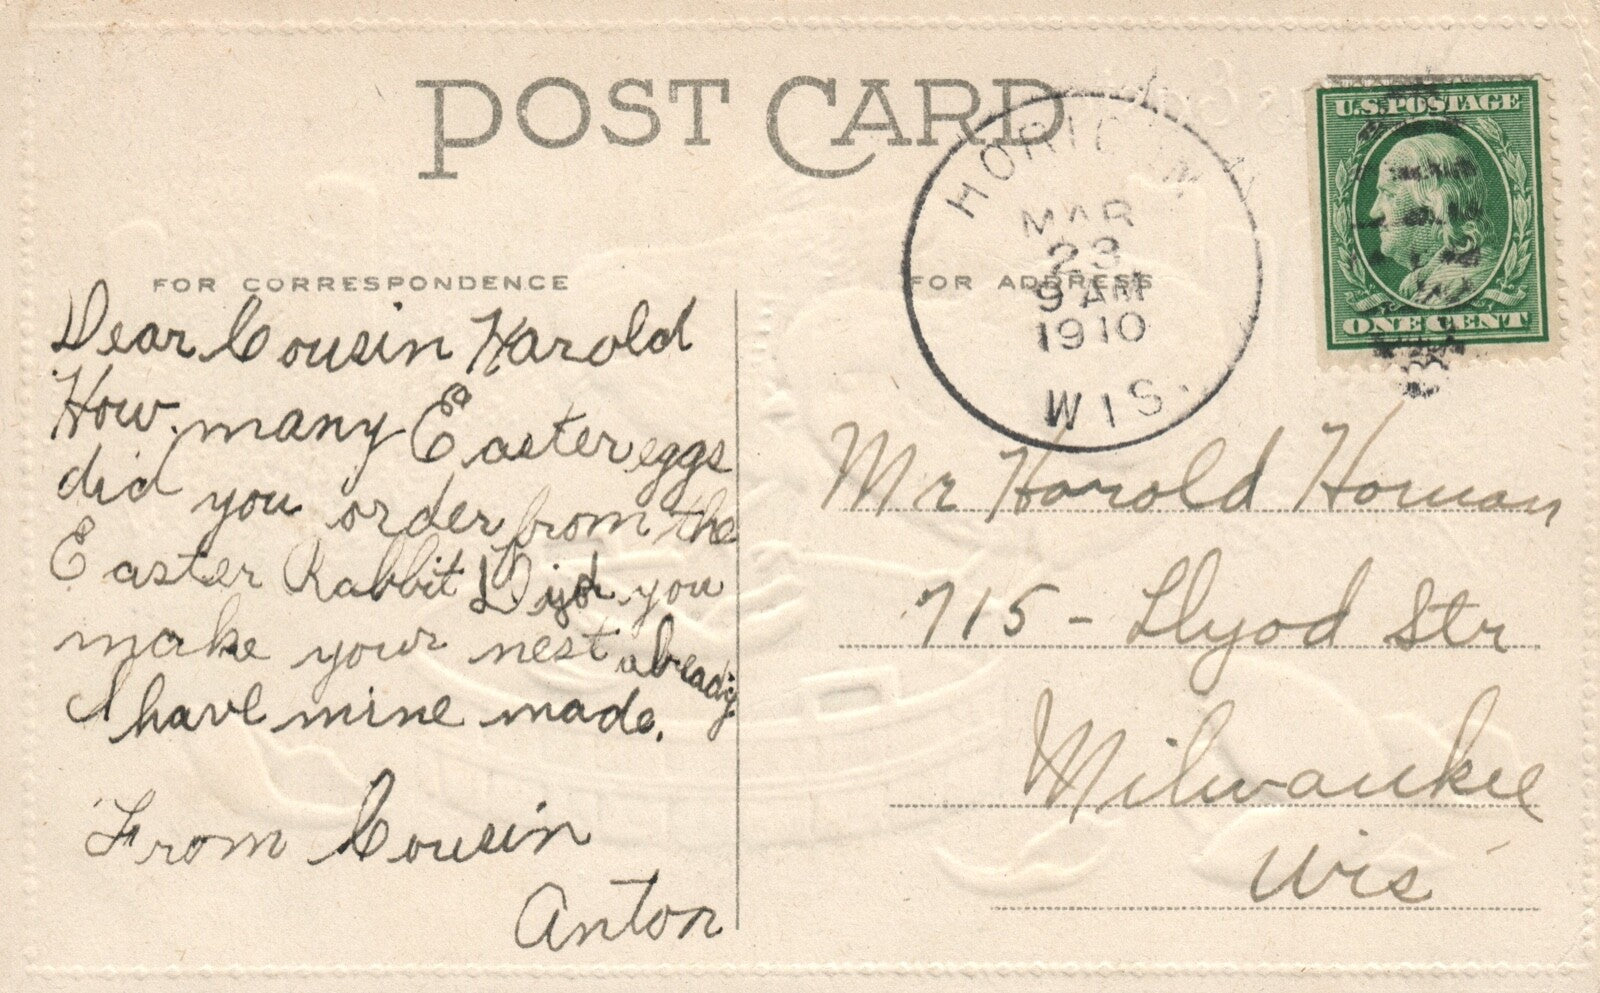 POST CARD
HORICON
MAR
23
9 AM
1910
WIS.
U.S. POSTAGE
ONE CENT
FOR CORRESPONDENCE
FOR ADDRESS
Dear Cousin Harold
How many Easter eggs
did you order from the
Easter Rabbit Did you
make your nest already
I have mine made.
From Cousin
Anton
Mr Harold Homan
715 - Llyod Str
Milwaukee
Wis